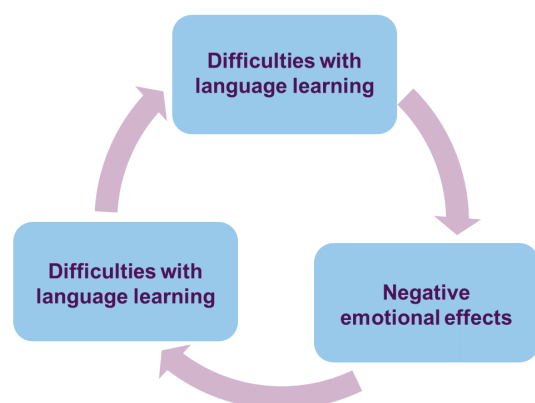 Difficulties with
language learning
Difficulties with
language learning
Negative
emotional effects